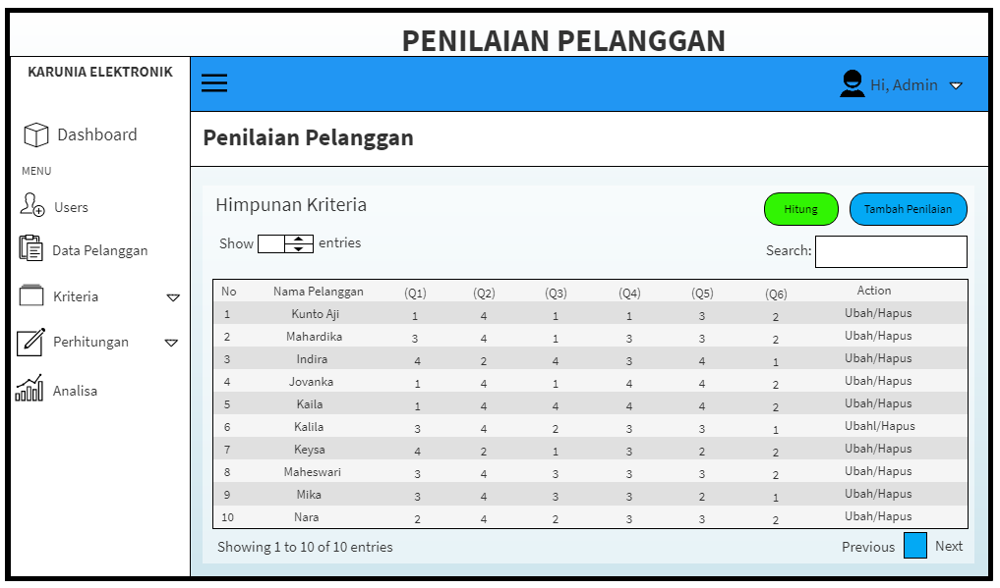 PENILAIAN PELANGGAN
KARUNIA ELEKTRONIK
Hi, Admin
Dashboard
MENU
Users
Data Pelanggan
Kriteria
Perhitungan
Analisa
Penilaian Pelanggan
Himpunan Kriteria
Hitung
Tambah Penilaian
Show entries
Search:
No Nama Pelanggan (Q1) (Q2) (Q3) (Q4) (Q5) (Q6) Action
1 Kunto Aji 1 4 1 1 3 2 Ubah/Hapus
2 Mahardika 3 4 1 3 3 2 Ubah/Hapus
3 Indira 4 2 4 3 4 1 Ubah/Hapus
4 Jovanka 1 4 1 4 4 2 Ubah/Hapus
5 Kaila 1 4 4 4 4 2 Ubah/Hapus
6 Kalila 3 4 2 3 3 1 Ubahl/Hapus
7 Keysa 4 2 1 3 2 2 Ubah/Hapus
8 Maheswari 3 4 3 3 3 2 Ubah/Hapus
9 Mika 3 4 3 3 2 1 Ubah/Hapus
10 Nara 2 4 2 3 3 2 Ubah/Hapus
Showing 1 to 10 of 10 entries
Previous Next